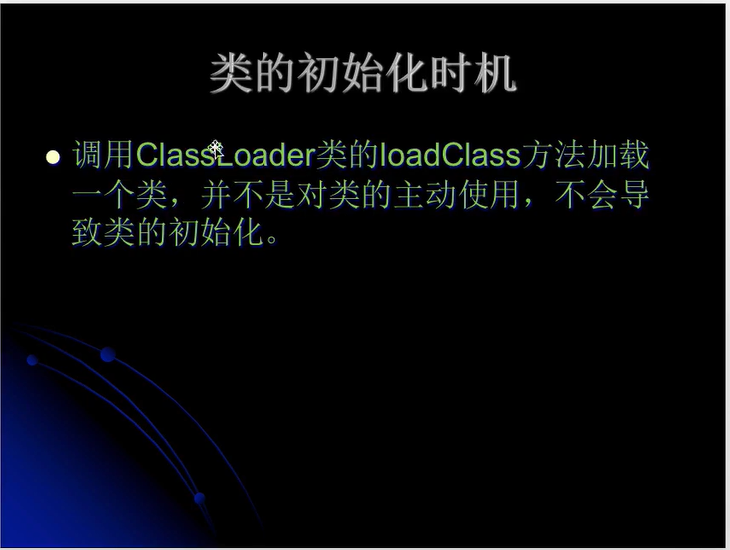 类的初始化时机
调用ClassLoader类的loadClass方法加载
一个类，并不是对类的主动使用，不会导
致类的初始化。